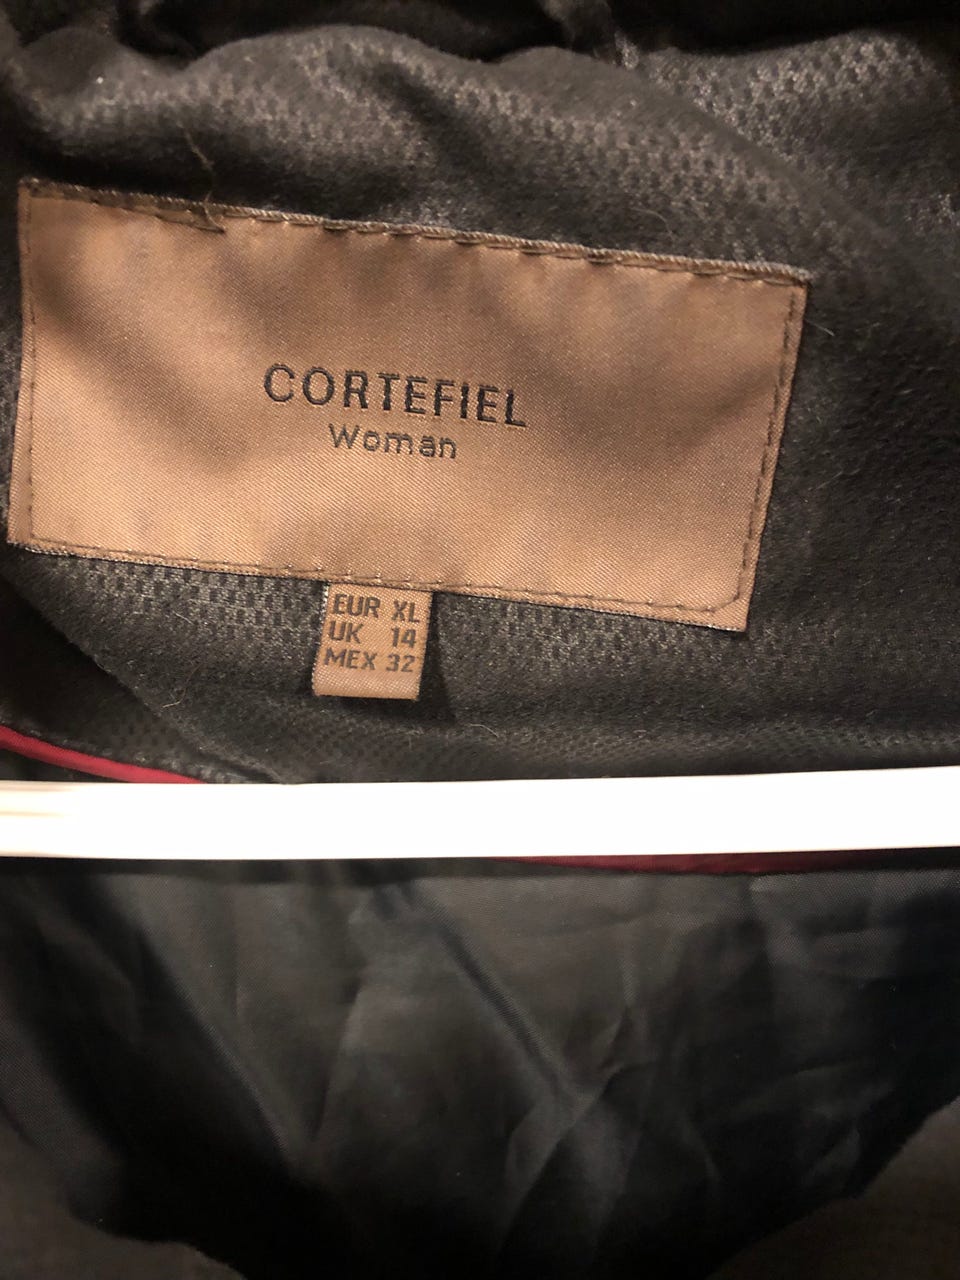 CORTEFIEL
Woman
EUR XL
UK 14
MEX 32